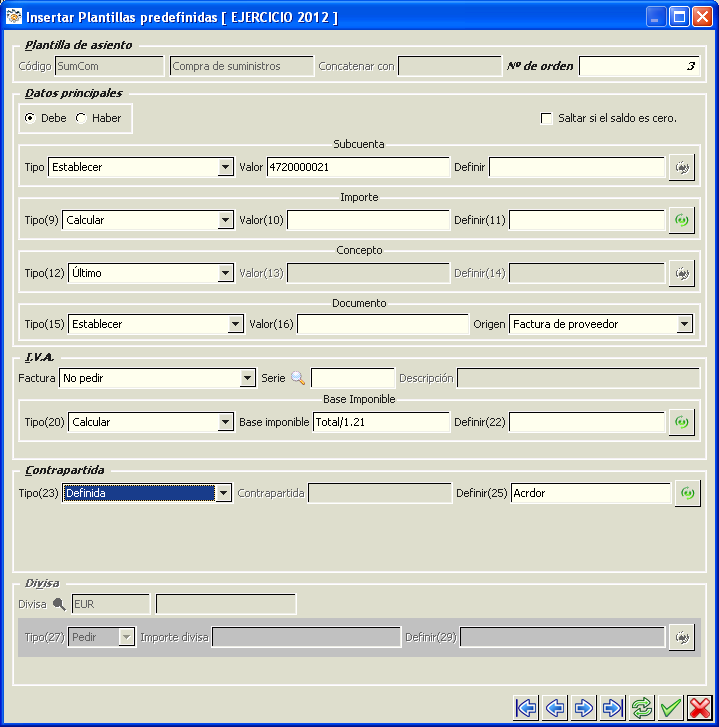 Insertar Plantillas predefinidas [ EJERCICIO 2012 ]
Plantilla de asiento
Código SumCom Compra de suministros Concatenar con Nº de orden 3
Datos principales
Debe Haber Saltar si el saldo es cero.
Subcuenta
Tipo Establecer Valor 4720000021 Definir
Importe
Tipo(9) Calcular Valor(10) Definir(11)
Concepto
Tipo(12) Último Valor(13) Definir(14)
Documento
Tipo(15) Establecer Valor(16) Origen Factura de proveedor
I.V.A.
Factura No pedir Serie Descripción
Base Imponible
Tipo(20) Calcular Base imponible Total/1.21 Definir(22)
Contrapartida
Tipo(23) Definida Contrapartida Definir(25) Acrdor
Divisa
Divisa EUR
Tipo(27) Pedir Importe divisa Definir(29)